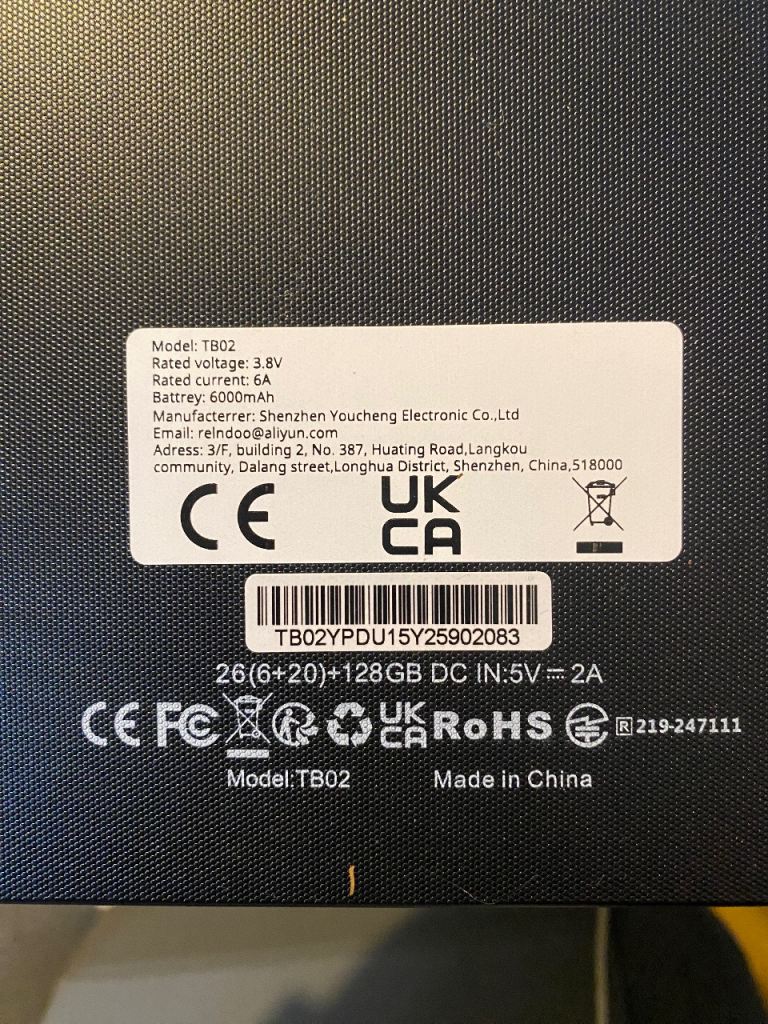 Model: TB02
Rated voltage: 3.8V
Rated current: 6A
Battrey: 6000mAh
Manufacterrer: Shenzhen Youcheng Electronic Co.,Ltd
Email: relndoo@aliyun.com
Adress: 3/F, building 2, No. 387, Huating Road,Langkou
community, Dalang street,Longhua District, Shenzhen, China,518000
CE UK CA
TB02YPDU15Y25902083
26(6+20)+128GB DC IN:5V⎓2A
CE FC UK CA RoHS R 219-247111
Model:TB02 Made in China